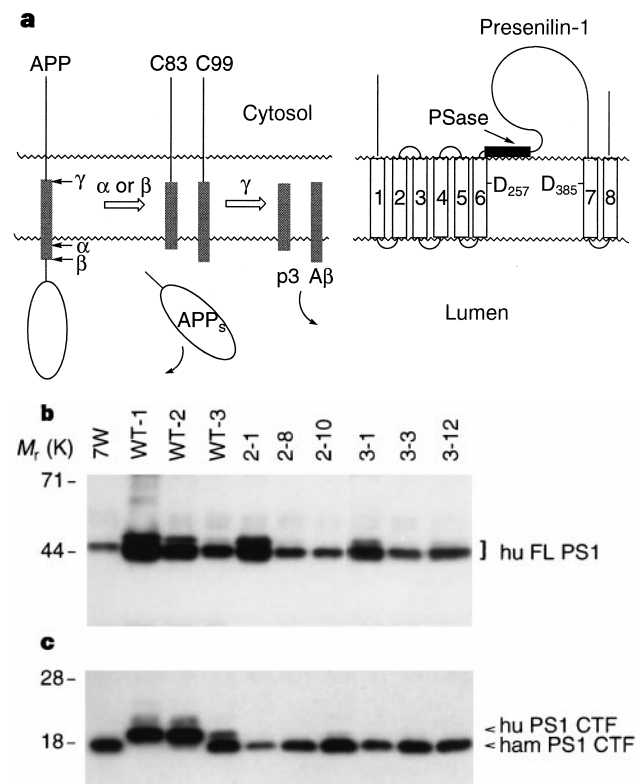 a
Presenilin-1
APP
C83 C99
Cytosol
PSase
γ
α or β
γ
1 2 3 4 5 6
D257
D385
7 8
α
β
p3 Aβ
APPs
Lumen
b
Mr (K)
7W WT-1 WT-2 WT-3 2-1 2-8 2-10 3-1 3-3 3-12
71–
44–
] hu FL PS1
c
28–
18–
< hu PS1 CTF
< ham PS1 CTF